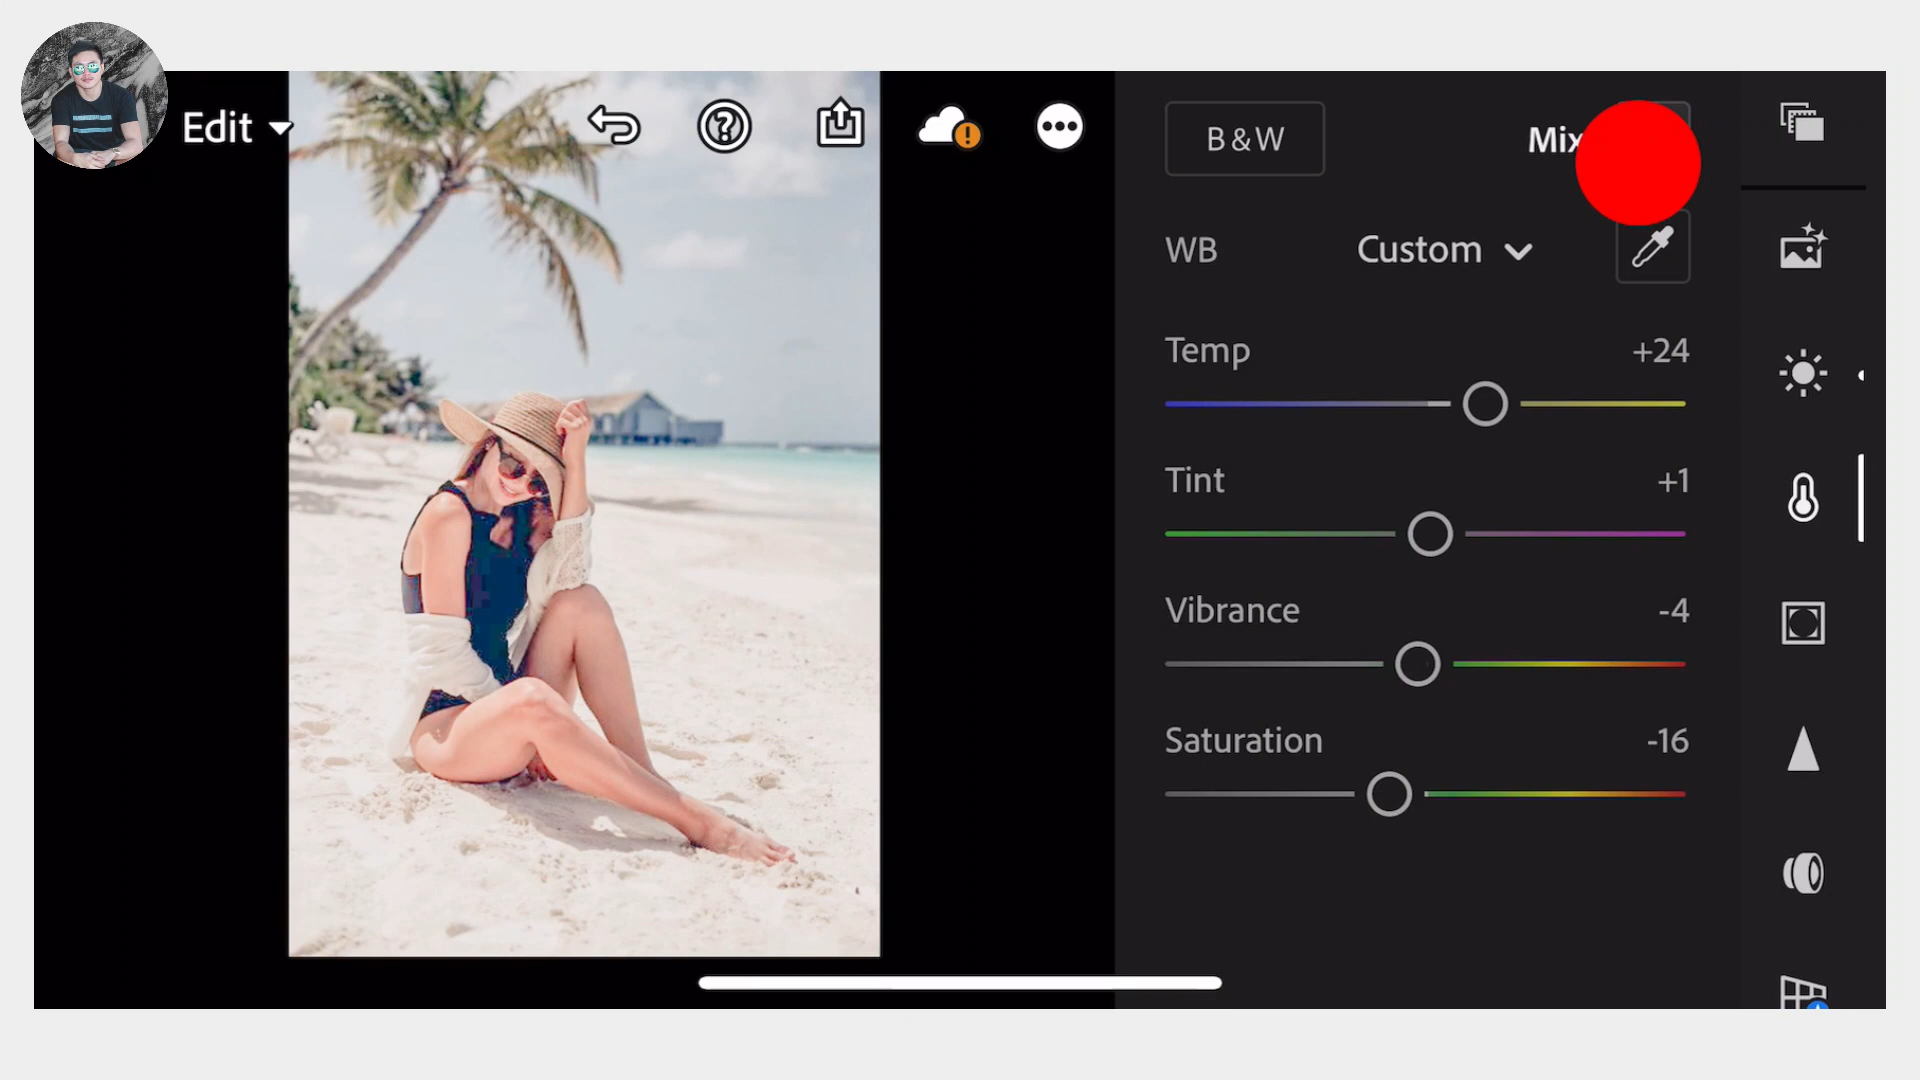 Edit
B&W
Mix
WB
Custom
Temp
+24
Tint
+1
Vibrance
-4
Saturation
-16